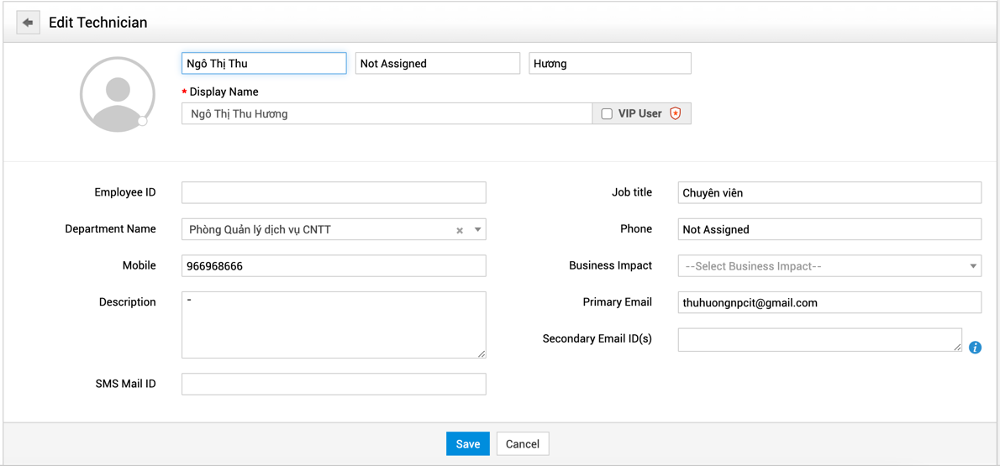 Edit Technician
Ngô Thị Thu Not Assigned Hương
* Display Name
Ngô Thị Thu Hương VIP User
Employee ID Job title Chuyên viên
Department Name Phòng Quản lý dịch vụ CNTT Phone Not Assigned
Mobile 966968666 Business Impact --Select Business Impact--
Description - Primary Email thuhuongnpcit@gmail.com
Secondary Email ID(s)
SMS Mail ID
Save Cancel